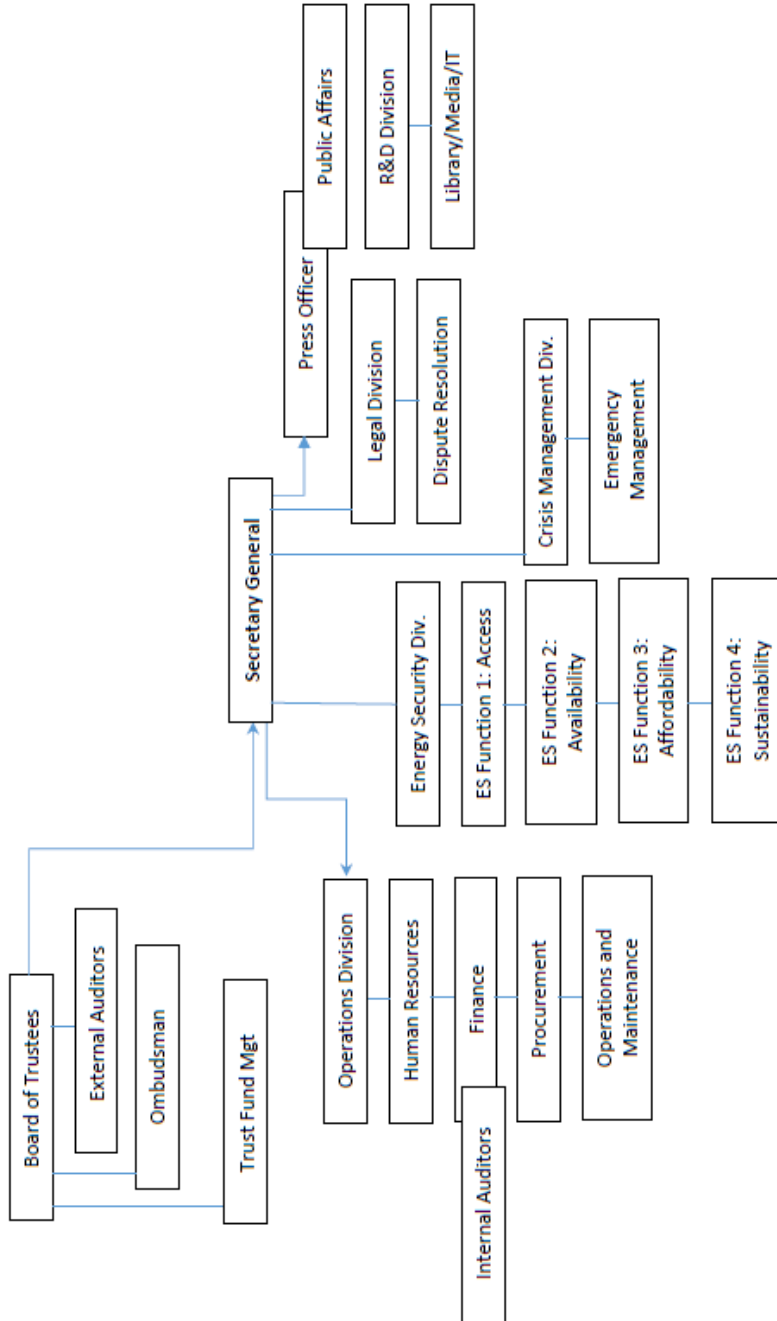 Board of Trustees
External Auditors
Ombudsman
Trust Fund Mgt
Secretary General
Press Officer
Public Affairs
R&D Division
Library/Media/IT
Legal Division
Dispute Resolution
Crisis Management Div.
Emergency
Management
Energy Security Div.
ES Function 1: Access
ES Function 2:
Availability
ES Function 3:
Affordability
ES Function 4:
Sustainability
Operations Division
Human Resources
Finance
Internal Auditors
Procurement
Operations and
Maintenance